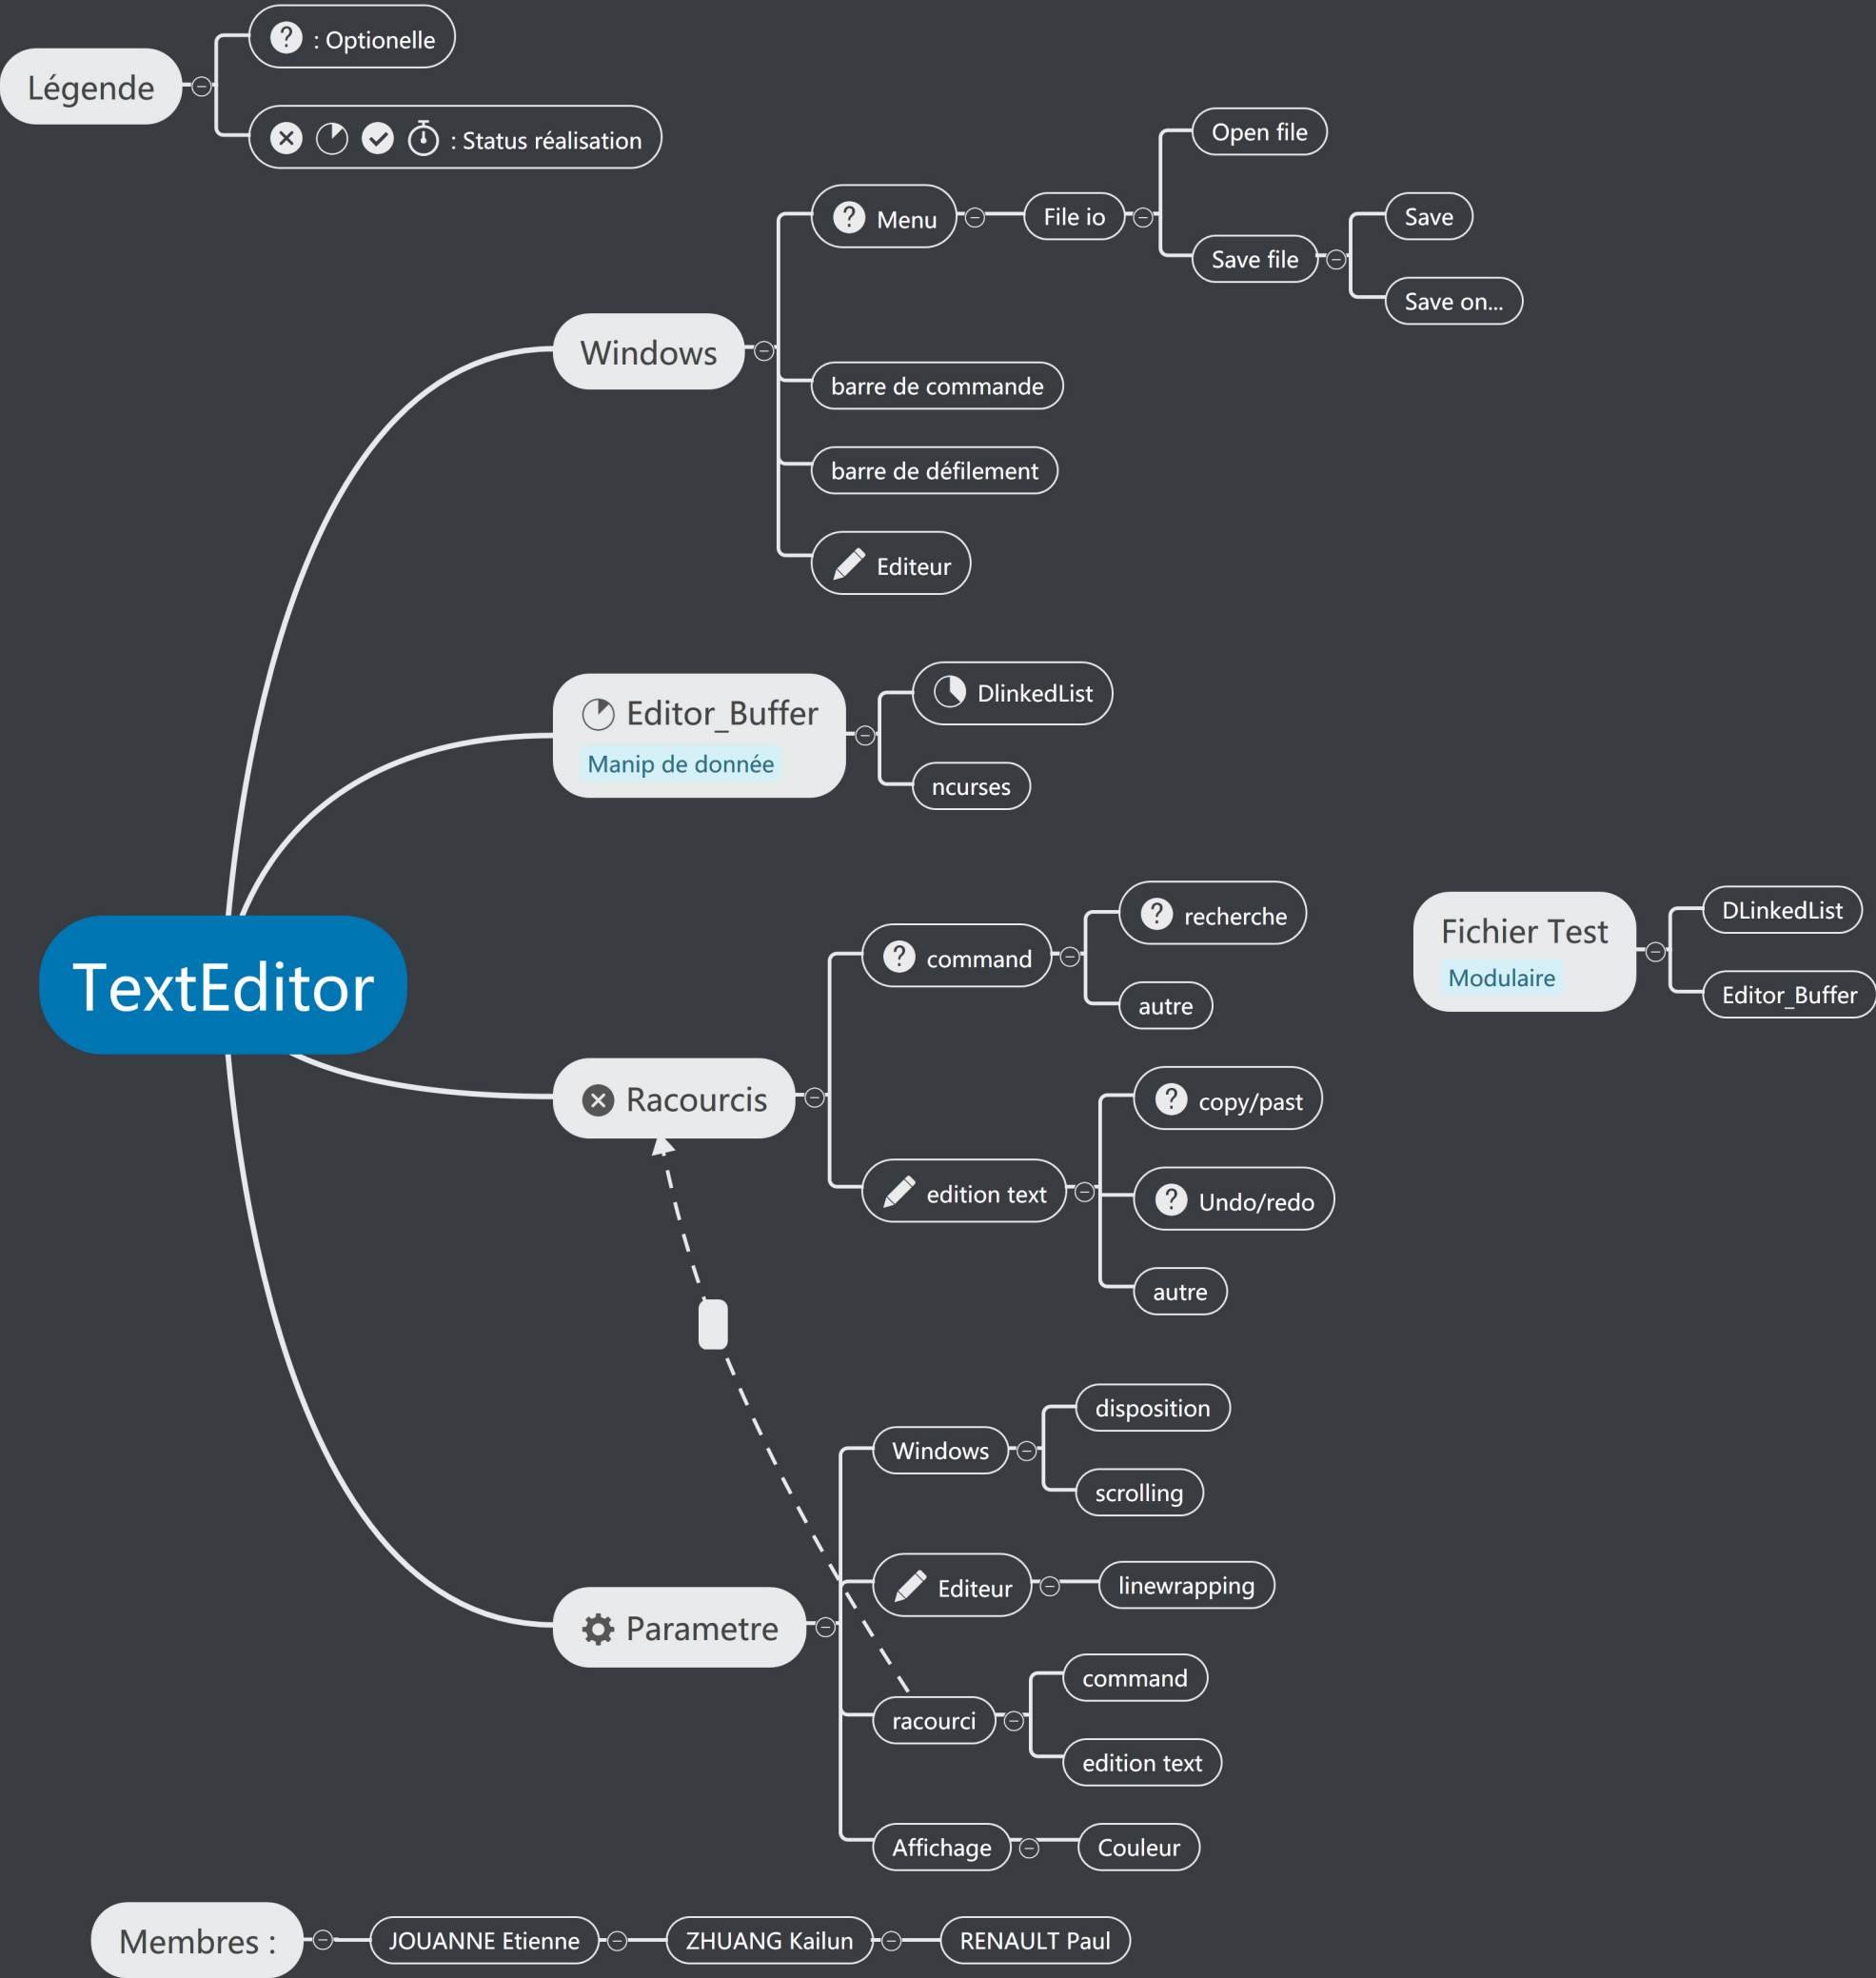 Légende
: Optionelle
: Status réalisation
TextEditor
Windows
Menu
File io
Open file
Save file
Save
Save on...
barre de commande
barre de défilement
Editeur
Editor_Buffer
Manip de donnée
DlinkedList
ncurses
Racourcis
command
recherche
autre
edition text
copy/past
Undo/redo
autre
Parametre
Windows
disposition
scrolling
Editeur
linewrapping
racourci
command
edition text
Affichage
Couleur
Fichier Test
Modulaire
DLinkedList
Editor_Buffer
Membres :
JOUANNE Etienne
ZHUANG Kailun
RENAULT Paul